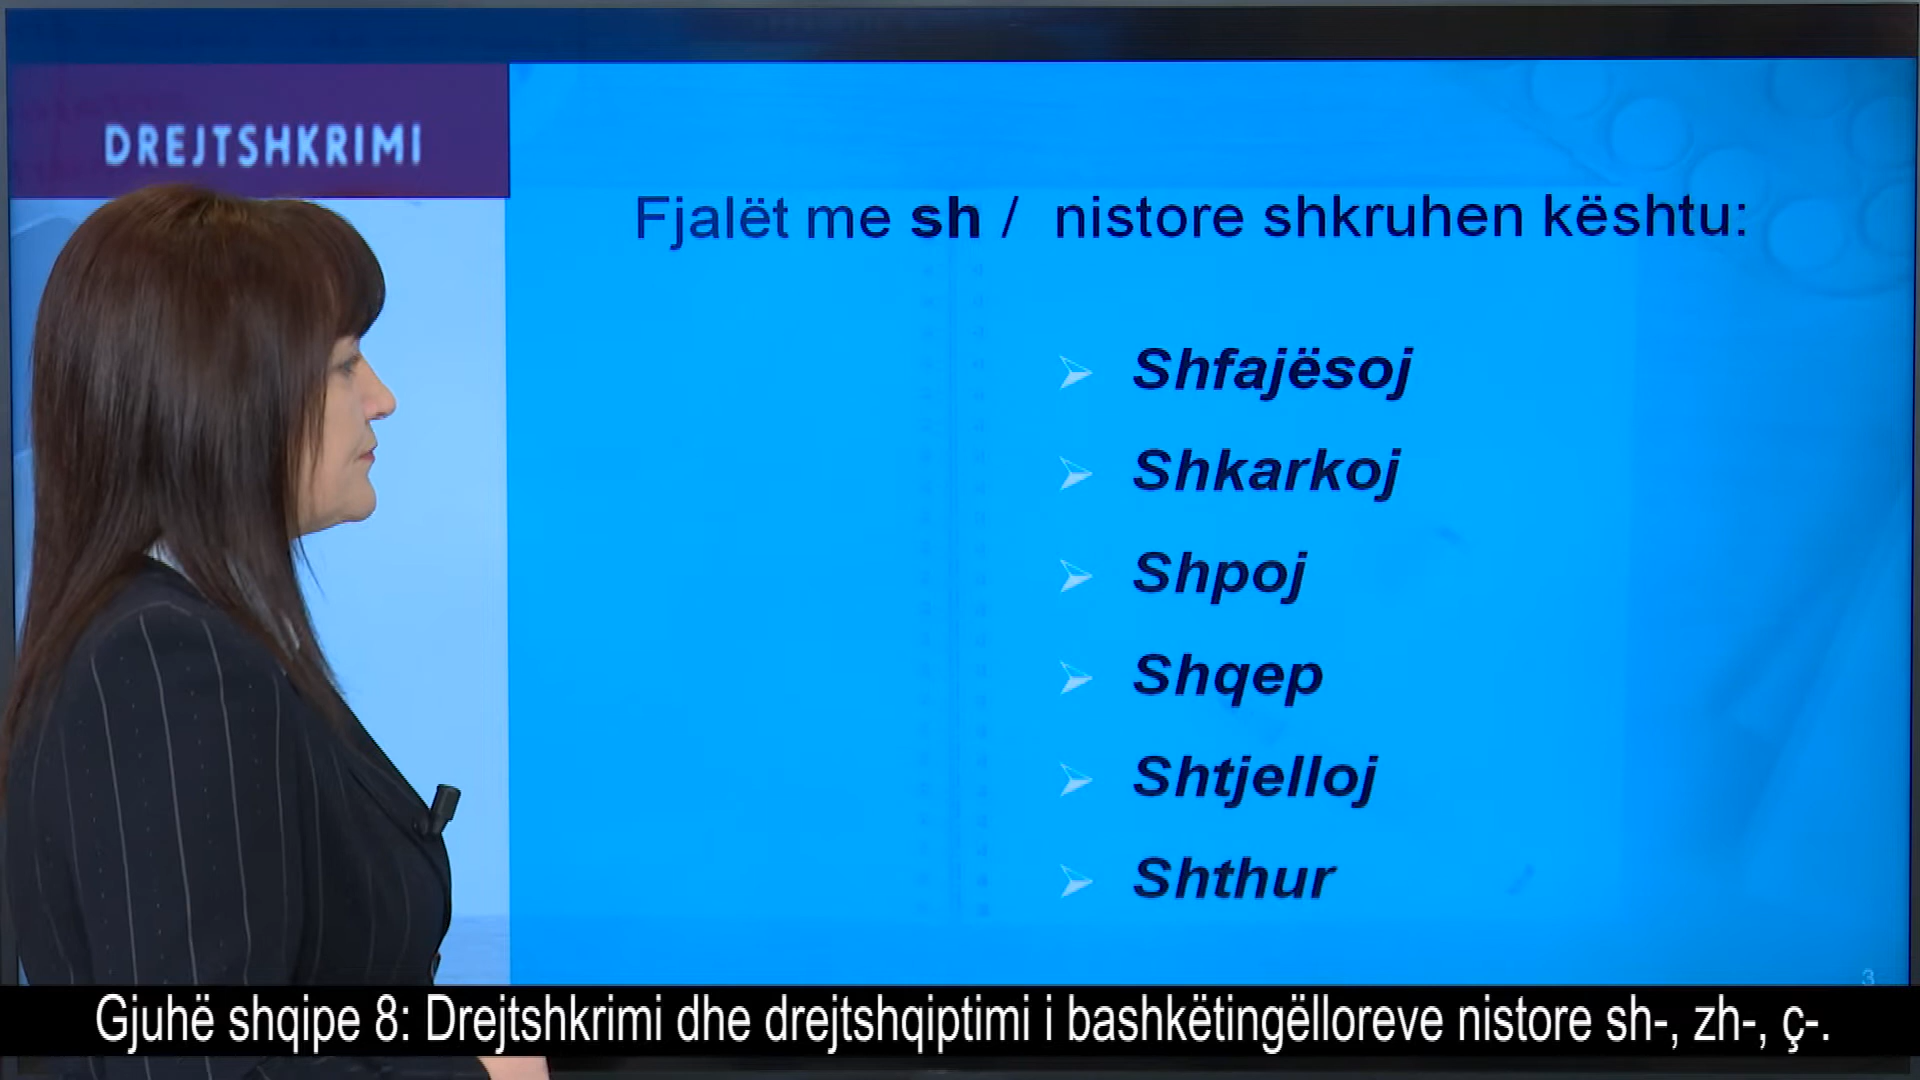 DREJTSHKRIMI
Fjalët me sh / nistore shkruhen kështu:
Shfajësoj
Shkarkoj
Shpoj
Shqep
Shtjelloj
Shthur
3
Gjuhë shqipe 8: Drejtshkrimi dhe drejtshqiptimi i bashkëtingëlloreve nistore sh-, zh-, ç-.